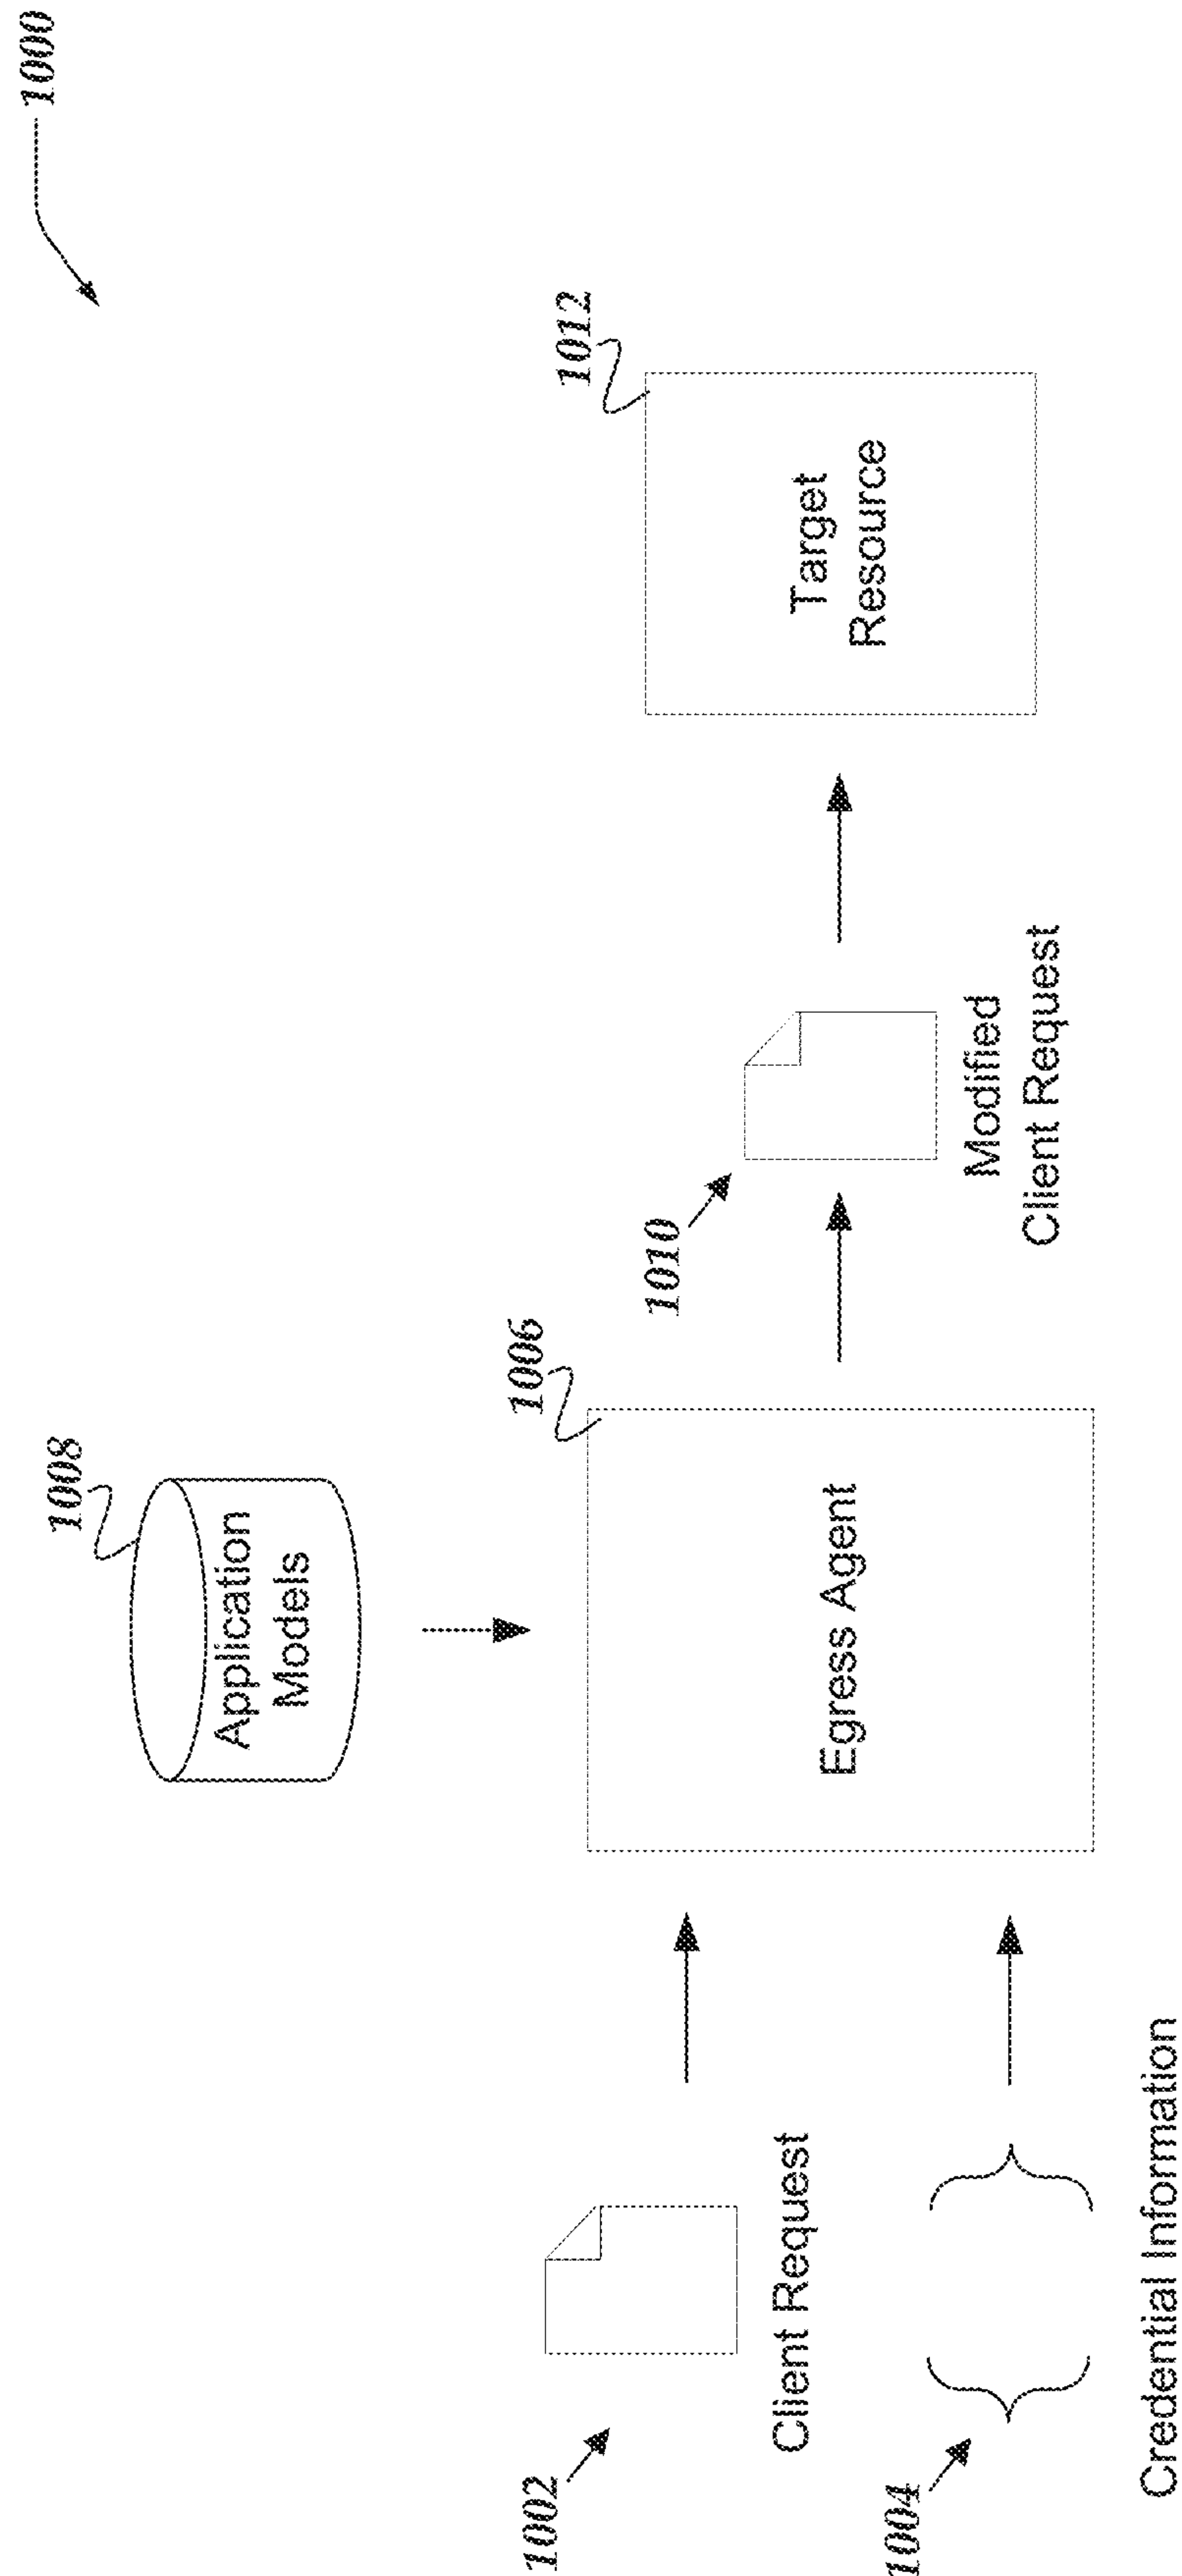 1000
1008
Application
Models
1012
1006
1010
1002
Client Request
Egress Agent
Target
Resource
Modified
Client Request
1004
Credential Information